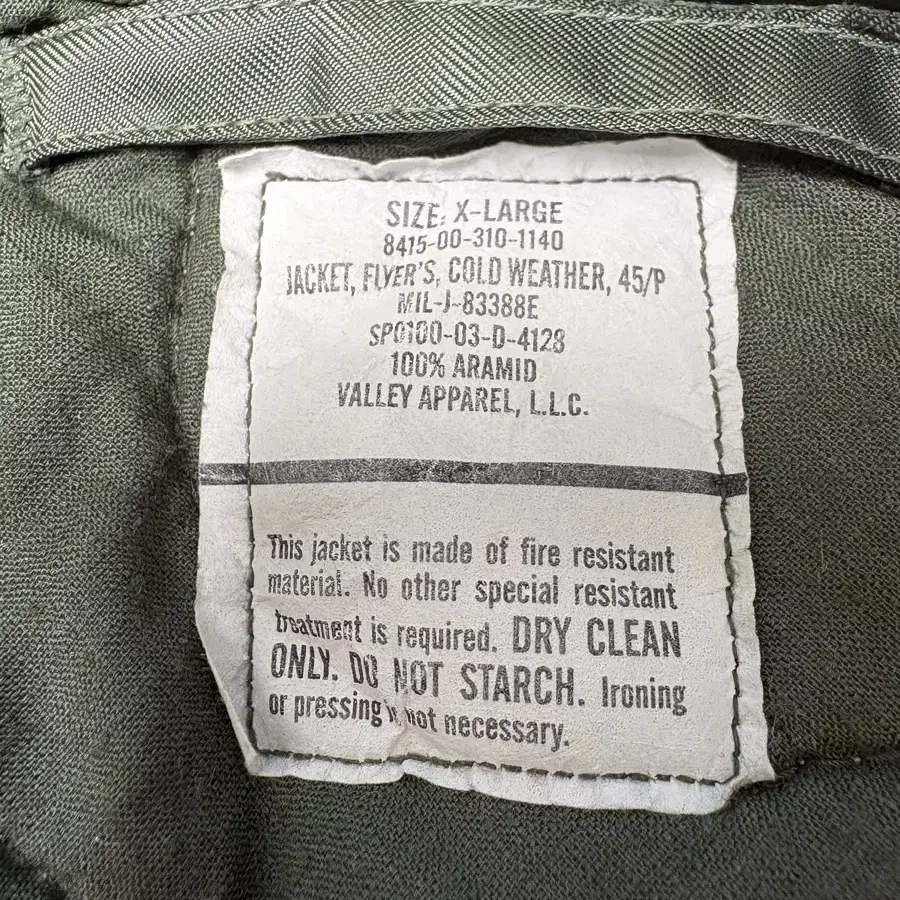 SIZE: X-LARGE
8415-00-310-1140
JACKET, FLYER'S, COLD WEATHER, 45/P
MIL-J-83388E
SP0100-03-D-4128
100% ARAMID
VALLEY APPAREL, L.L.C.
This jacket is made of fire resistant
material. No other special resistant
treatment is required. DRY CLEAN
ONLY. DO NOT STARCH. Ironing
or pressing is not necessary.